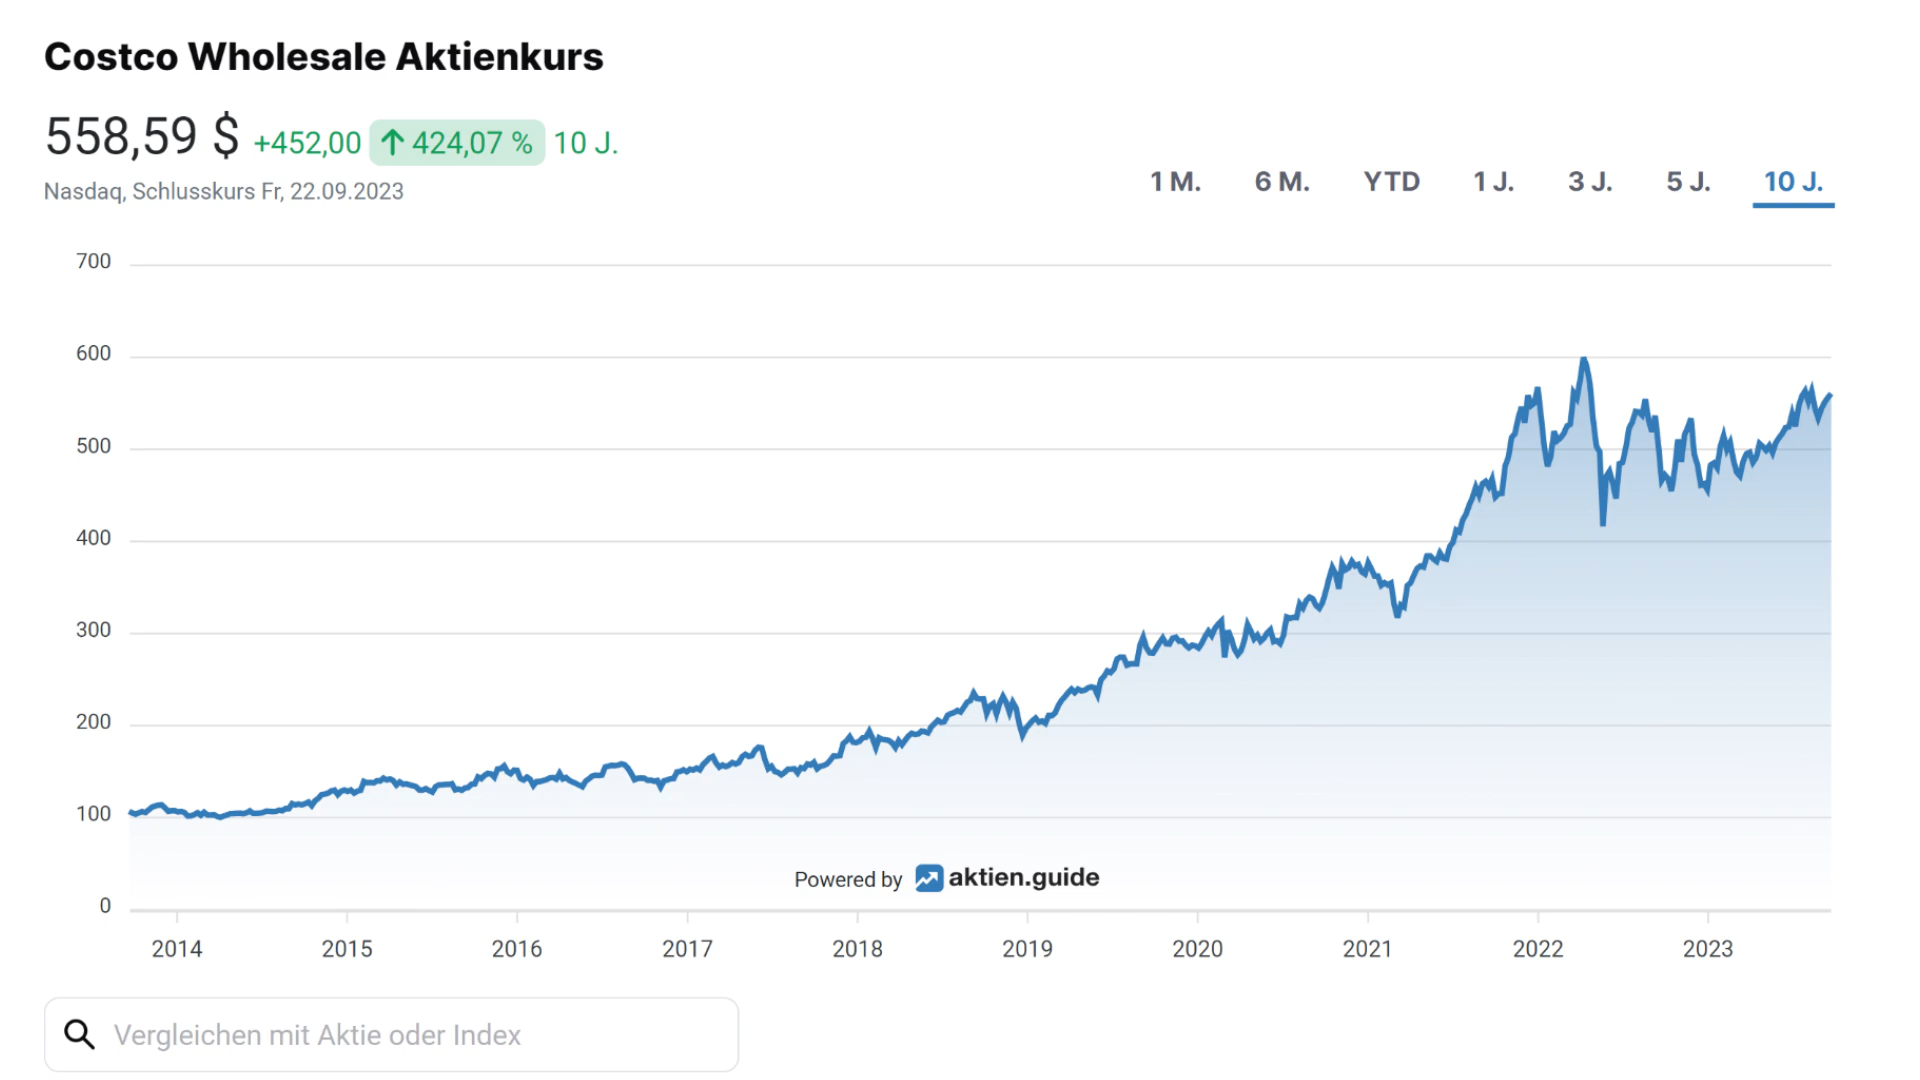 Costco Wholesale Aktienkurs
558,59 $ +452,00 ↑ 424,07 % 10 J.
Nasdaq, Schlusskurs Fr, 22.09.2023
1 M. 6 M. YTD 1 J. 3 J. 5 J. 10 J.
700
600
500
400
300
200
100
0
Powered by aktien.guide
2014 2015 2016 2017 2018 2019 2020 2021 2022 2023
Vergleichen mit Aktie oder Index